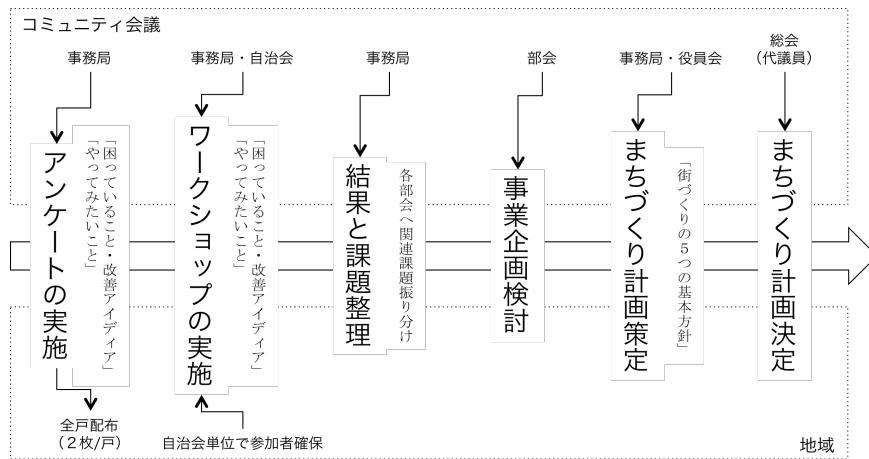 コミュニティ会議
事務局
事務局・自治会
事務局
部会
事務局・役員会
総会
(代議員)
アンケートの実施
「困っていること・改善アイディア」
「やってみたいこと」
ワークショップの実施
「困っていること・改善アイディア」
「やってみたいこと」
結果と課題整理
各部会へ関連課題振り分け
事業企画検討
まちづくり計画策定
「街づくりの５つの基本方針」
まちづくり計画決定
全戸配布
(２枚/戸)
自治会単位で参加者確保
地域